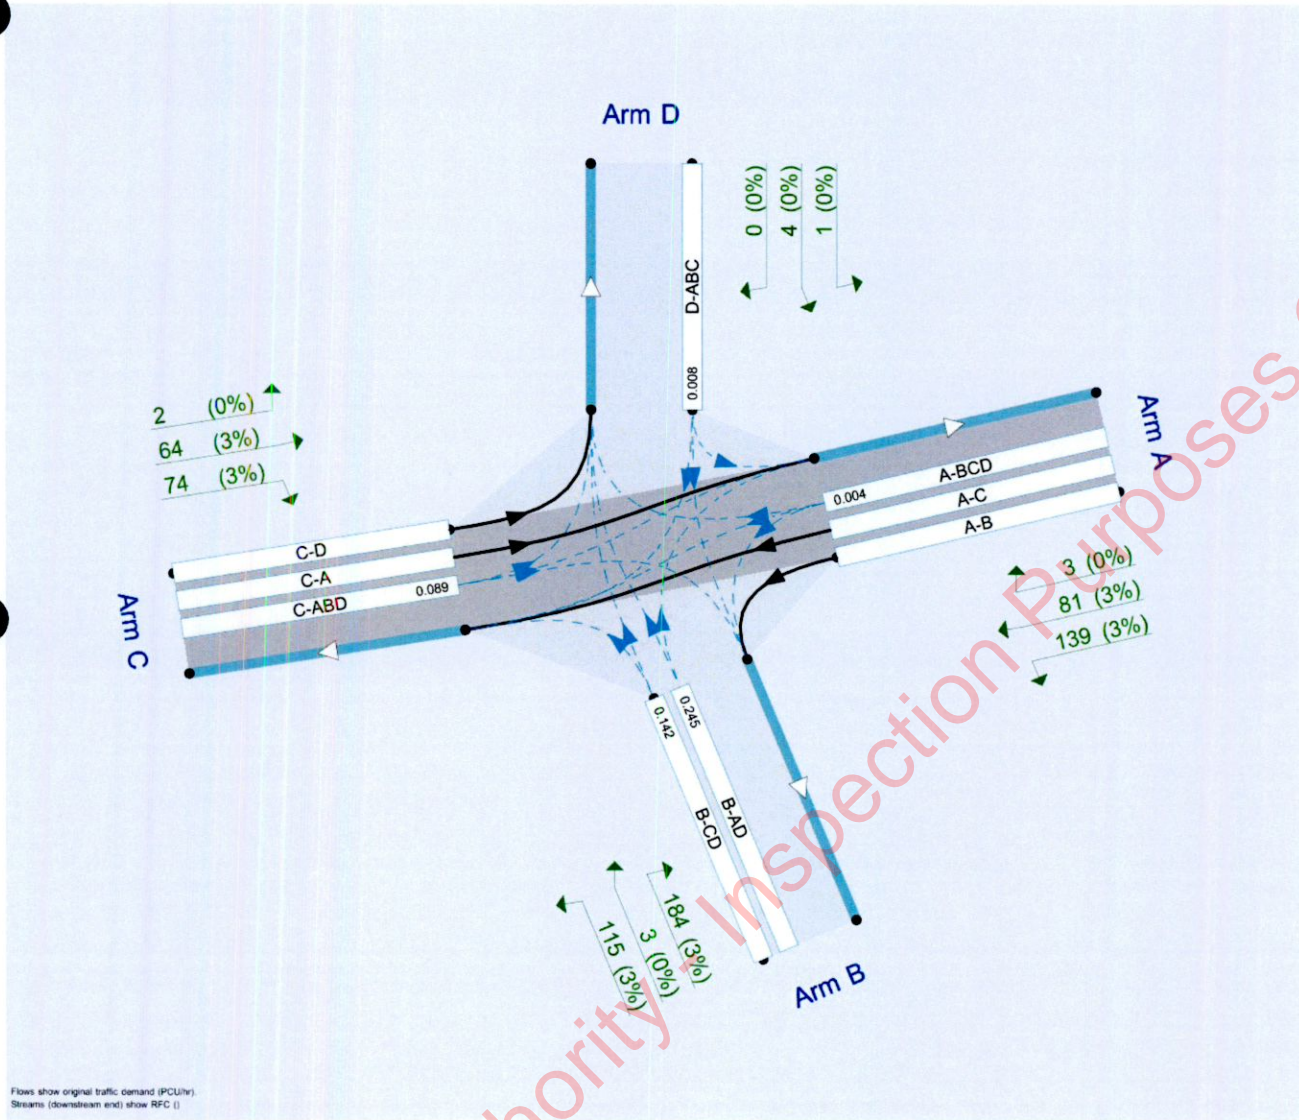 Arm D
0 (0%)
4 (0%)
1 (0%)
D-ABC
0.008
2 (0%)
64 (3%)
74 (3%)
Arm A
A-BCD
0.004
A-C
A-B
C-D
C-A
C-ABD
0.089
Arm C
3 (0%)
81 (3%)
139 (3%)
0.142
0.245
B-CD
B-AD
115 (3%)
3 (0%)
184 (3%)
Arm B
hority - Inspection Purposes
Flows show original traffic demand (PCU/hr).
Streams (downstream end) show RFC ()